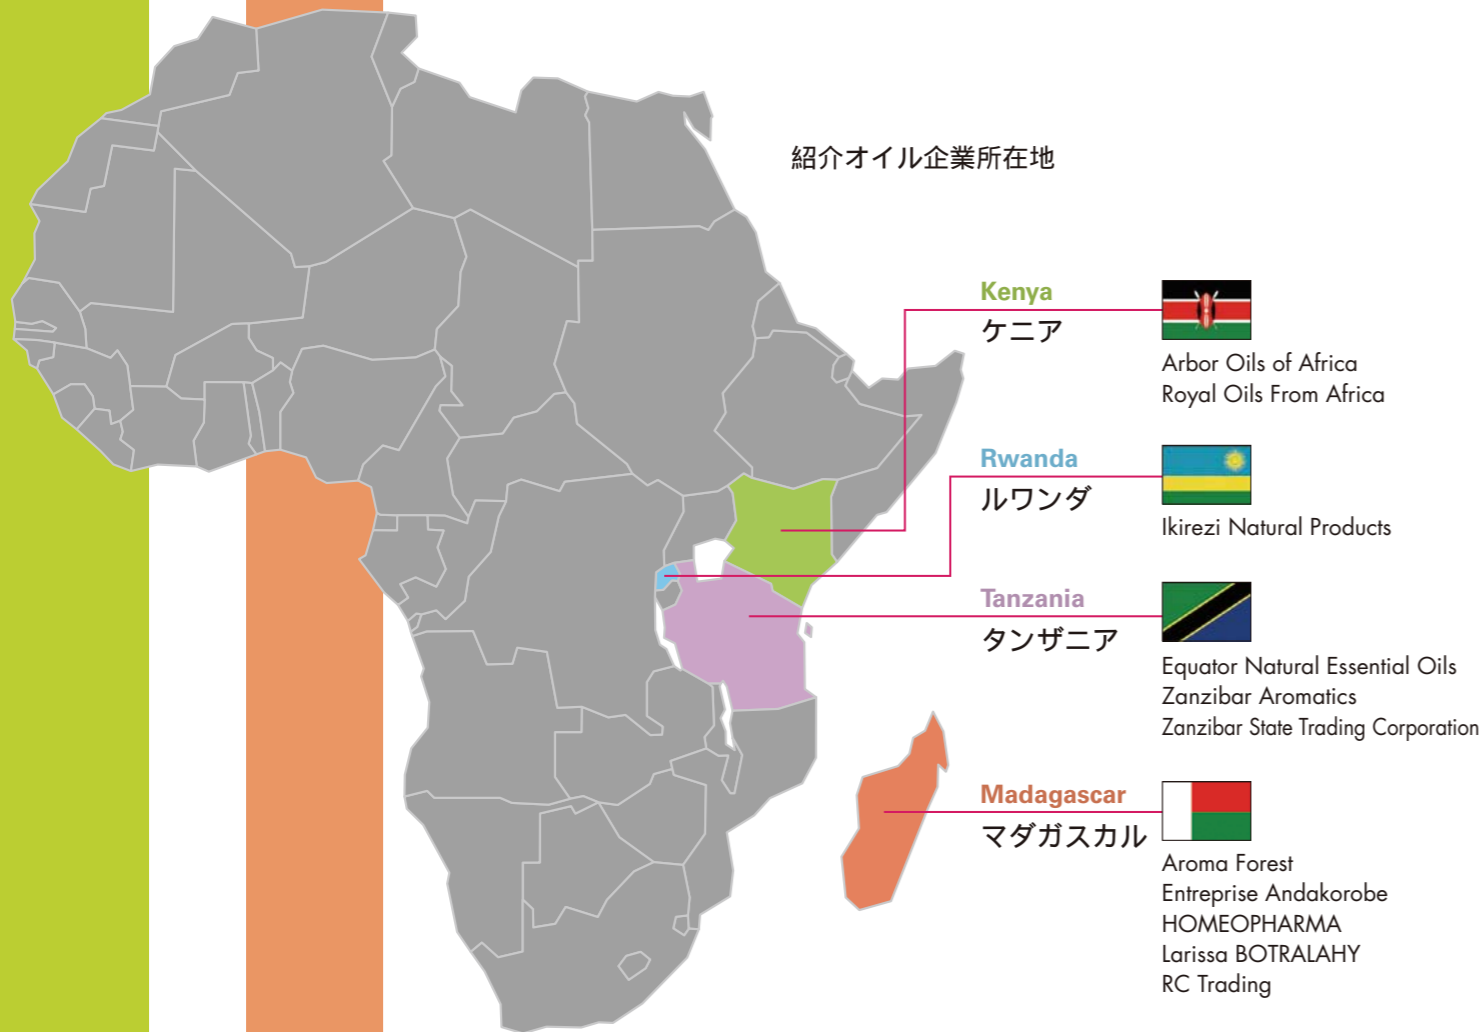 紹介オイル企業所在地
Kenya
ケニア
Arbor Oils of Africa
Royal Oils From Africa
Rwanda
ルワンダ
Ikirezi Natural Products
Tanzania
タンザニア
Equator Natural Essential Oils
Zanzibar Aromatics
Zanzibar State Trading Corporation
Madagascar
マダガスカル
Aroma Forest
Entreprise Andakorobe
HOMEOPHARMA
Larissa BOTRALAHY
RC Trading